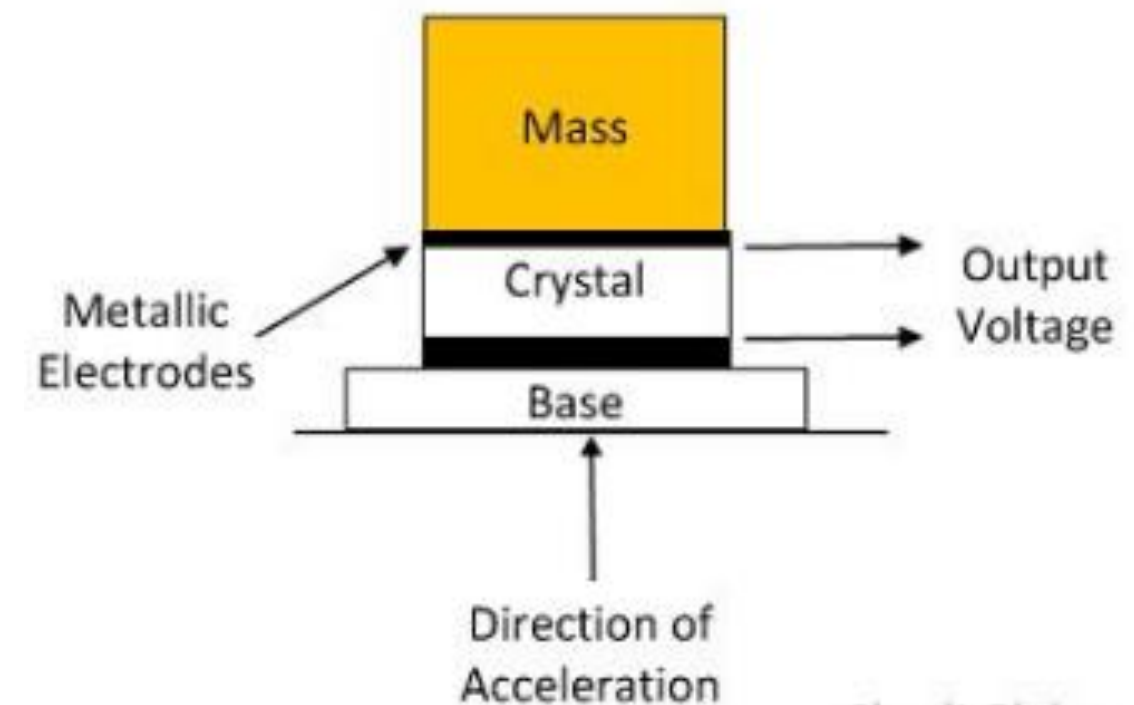 Mass
Crystal
Metallic
Electrodes
Output
Voltage
Base
Direction of
Acceleration